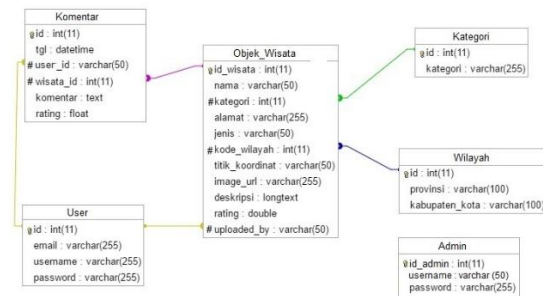 Komentar
id : int(11)
tgl : datetime
# user_id : varchar(50)
# wisata_id : int(11)
komentar : text
rating : float
User
id : int(11)
email : varchar(255)
username : varchar(255)
password : varchar(255)
Objek_Wisata
id_wisata : int(11)
nama : varchar(50)
#kategori : int(11)
alamat : varchar(255)
jenis : varchar(50)
#kode_wilayah : int(11)
titik_koordinat : varchar(50)
image_url : varchar(255)
deskripsi : longtext
rating : double
# uploaded_by : varchar(50)
Kategori
id : int(11)
kategori : varchar(255)
Wilayah
id : int(11)
provinsi : varchar(100)
kabupaten_kota : varchar(100)
Admin
id_admin : int(11)
username : varchar (50)
password : varchar(255)